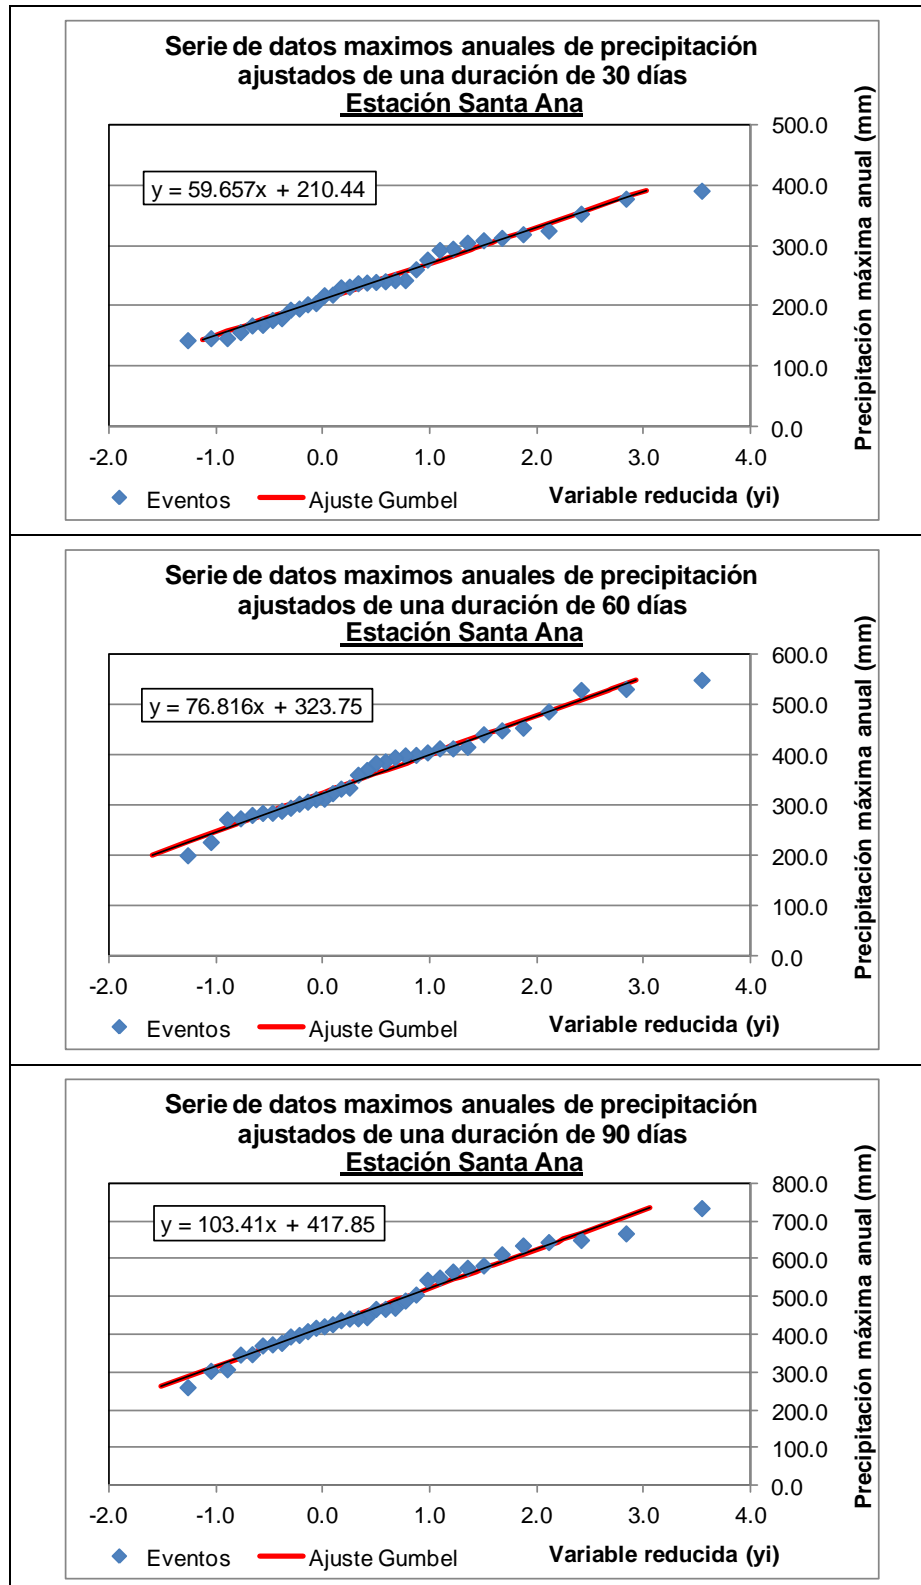 Serie de datos maximos anuales de precipitación
ajustados de una duración de 30 días
Estación Santa Ana
y = 59.657x + 210.44
500.0
400.0
300.0
200.0
100.0
0.0
Precipitación máxima anual (mm)
-2.0 -1.0 0.0 1.0 2.0 3.0 4.0
Eventos Ajuste Gumbel Variable reducida (yi)
Serie de datos maximos anuales de precipitación
ajustados de una duración de 60 días
Estación Santa Ana
y = 76.816x + 323.75
600.0
500.0
400.0
300.0
200.0
100.0
0.0
Precipitación máxima anual (mm)
-2.0 -1.0 0.0 1.0 2.0 3.0 4.0
Eventos Ajuste Gumbel Variable reducida (yi)
Serie de datos maximos anuales de precipitación
ajustados de una duración de 90 días
Estación Santa Ana
y = 103.41x + 417.85
800.0
700.0
600.0
500.0
400.0
300.0
200.0
100.0
0.0
Precipitación máxima anual (mm)
-2.0 -1.0 0.0 1.0 2.0 3.0 4.0
Eventos Ajuste Gumbel Variable reducida (yi)